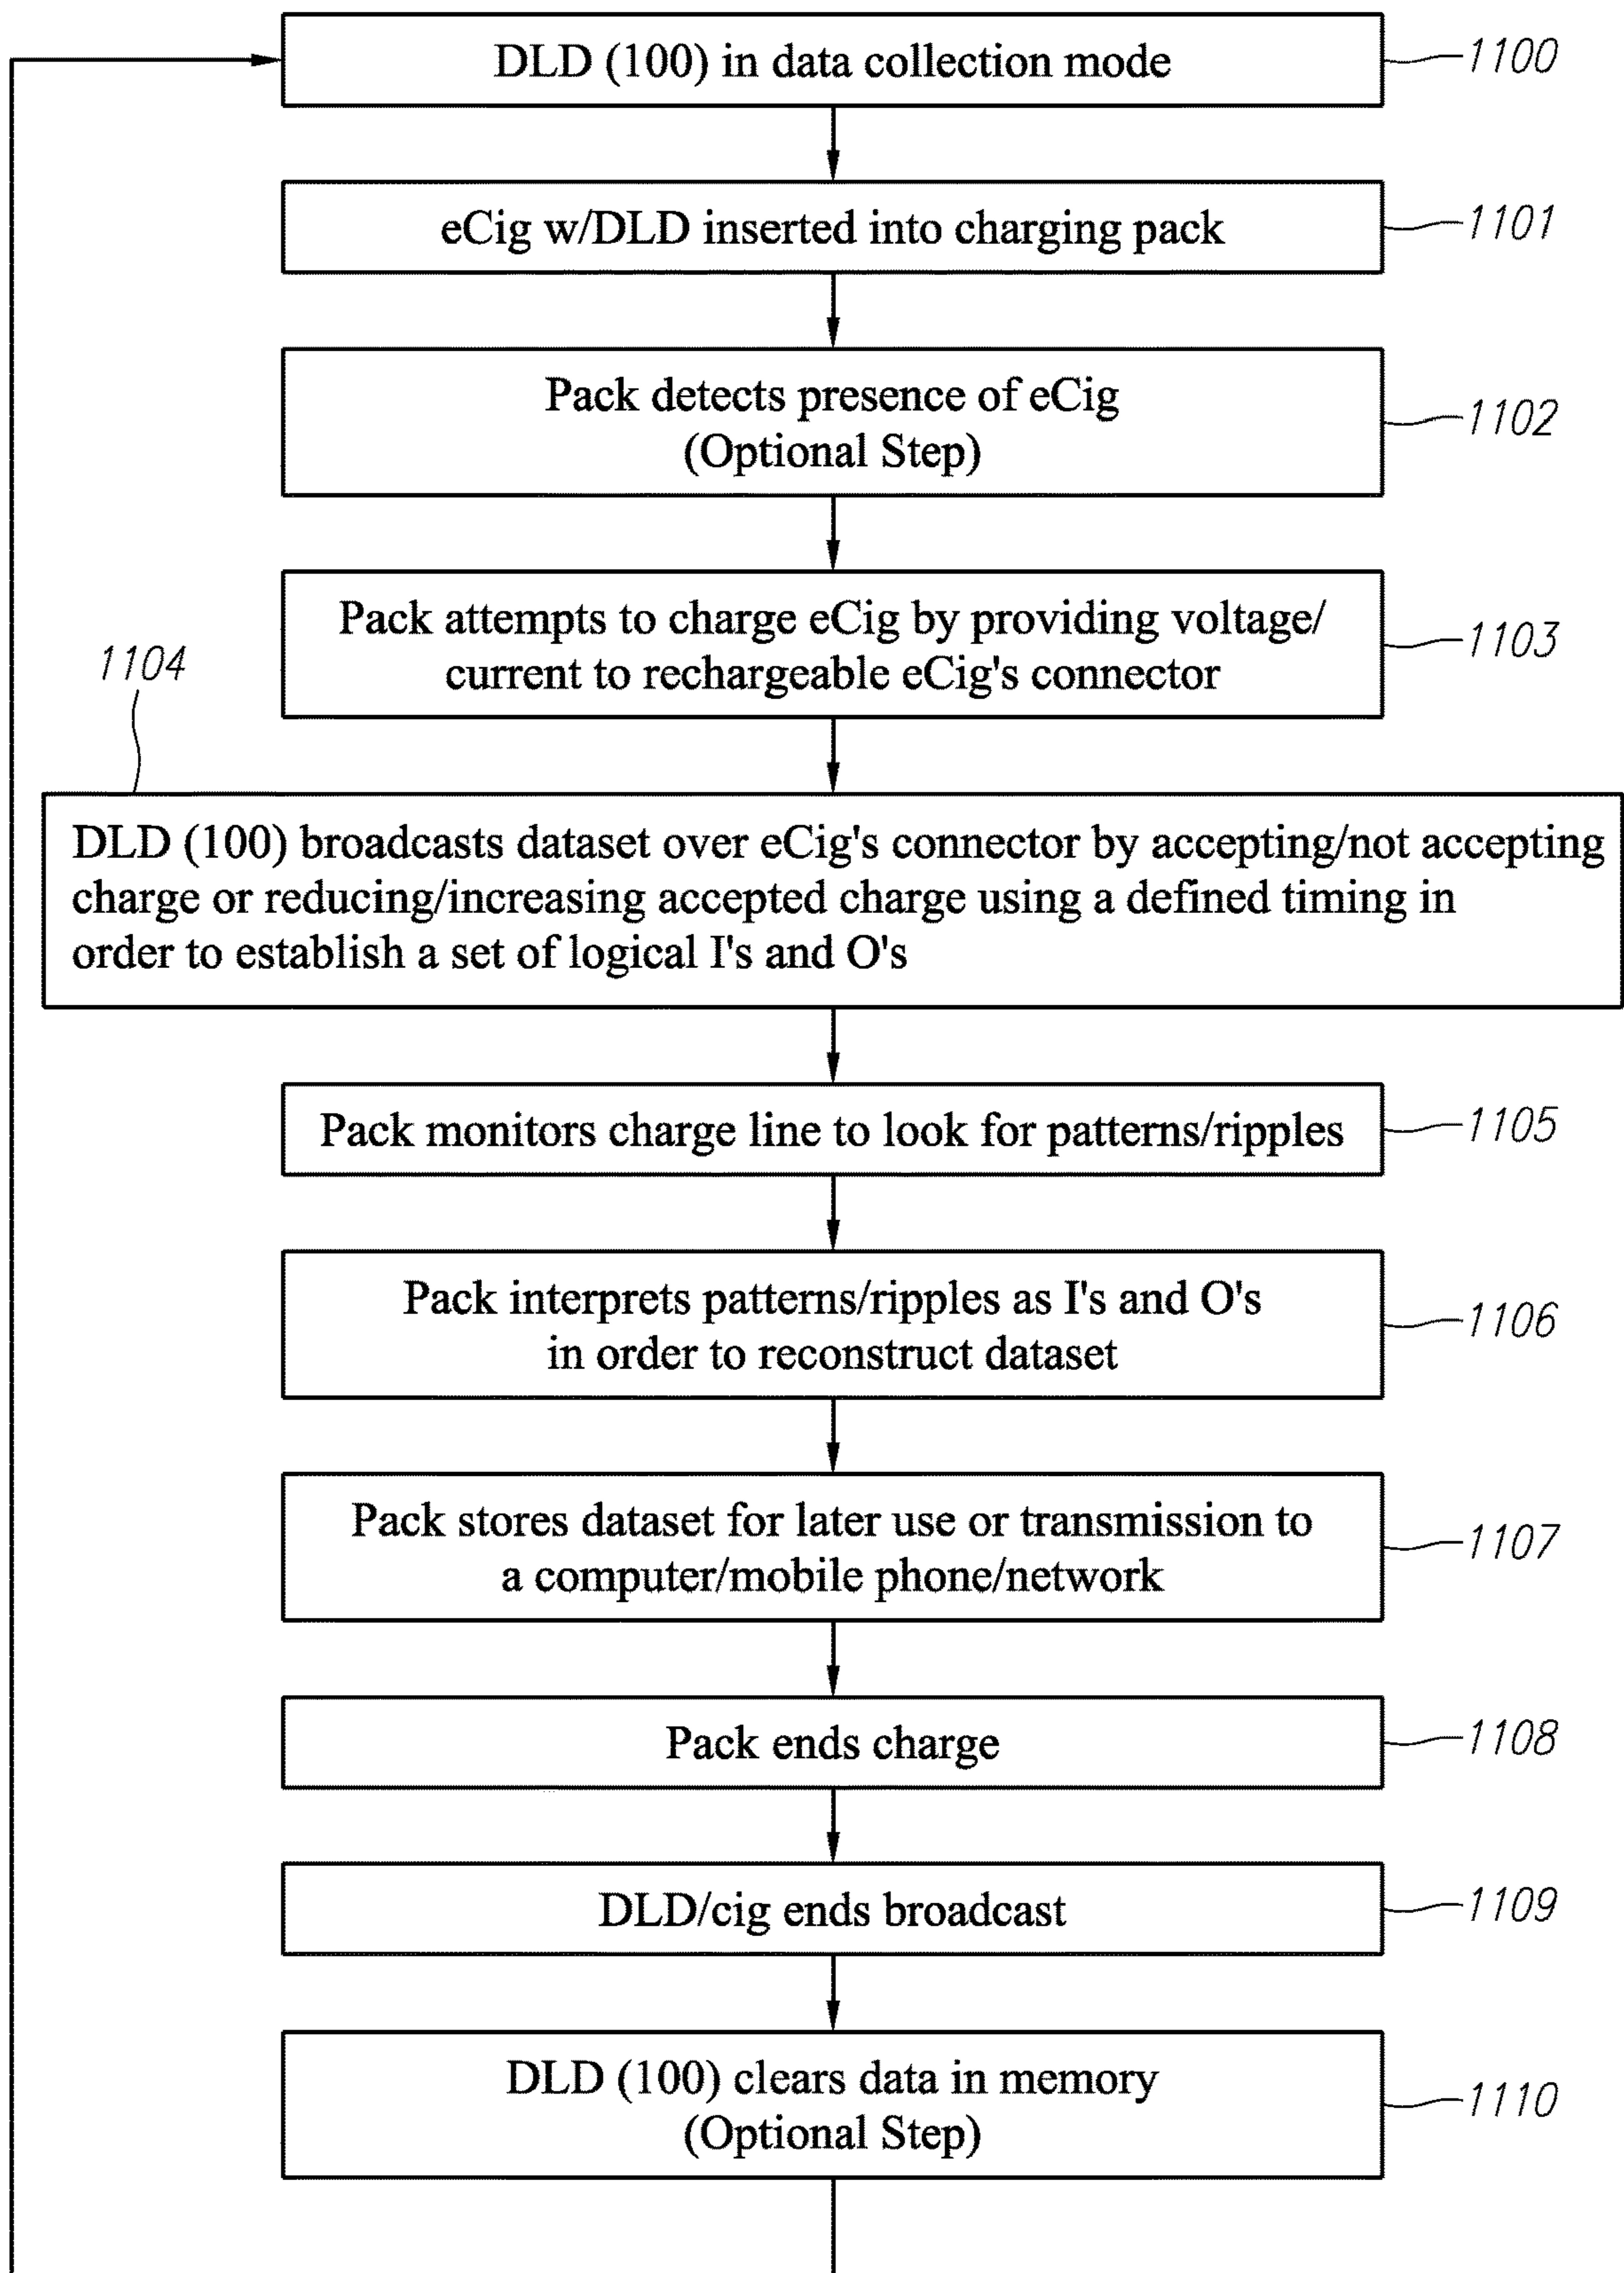 DLD (100) in data collection mode
1100
eCig w/DLD inserted into charging pack
1101
Pack detects presence of eCig
(Optional Step)
1102
Pack attempts to charge eCig by providing voltage/
current to rechargeable eCig's connector
1103
1104
DLD (100) broadcasts dataset over eCig's connector by accepting/not accepting
charge or reducing/increasing accepted charge using a defined timing in
order to establish a set of logical I's and O's
Pack monitors charge line to look for patterns/ripples
1105
Pack interprets patterns/ripples as I's and O's
in order to reconstruct dataset
1106
Pack stores dataset for later use or transmission to
a computer/mobile phone/network
1107
Pack ends charge
1108
DLD/cig ends broadcast
1109
DLD (100) clears data in memory
(Optional Step)
1110